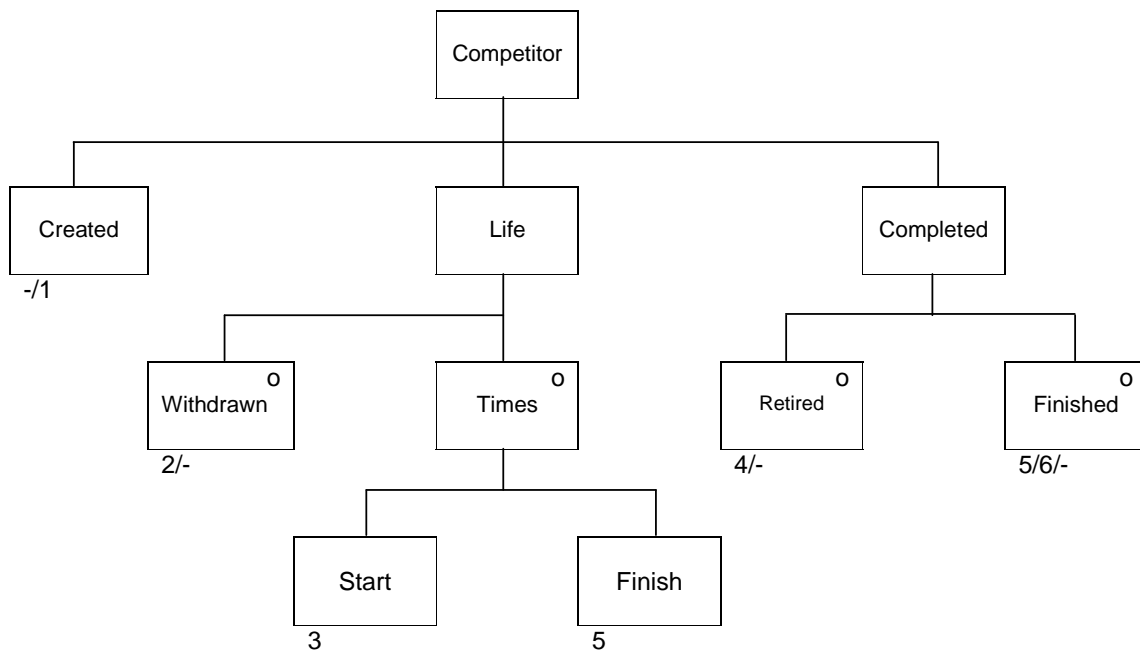 Competitor
Created
Life
Completed
-/1
o
o
o
o
Withdrawn
Times
Retired
Finished
2/-
4/-
5/6/-
Start
Finish
3
5